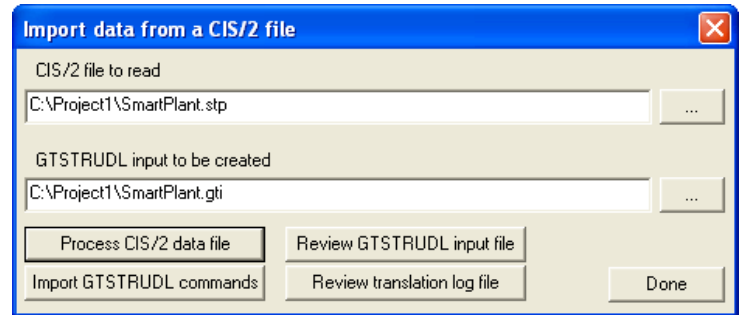 Import data from a CIS/2 file
CIS/2 file to read
C:\Project1\SmartPlant.stp
...
GTSTRUDL input to be created
C:\Project1\SmartPlant.gti
...
Process CIS/2 data file
Review GTSTRUDL input file
Import GTSTRUDL commands
Review translation log file
Done